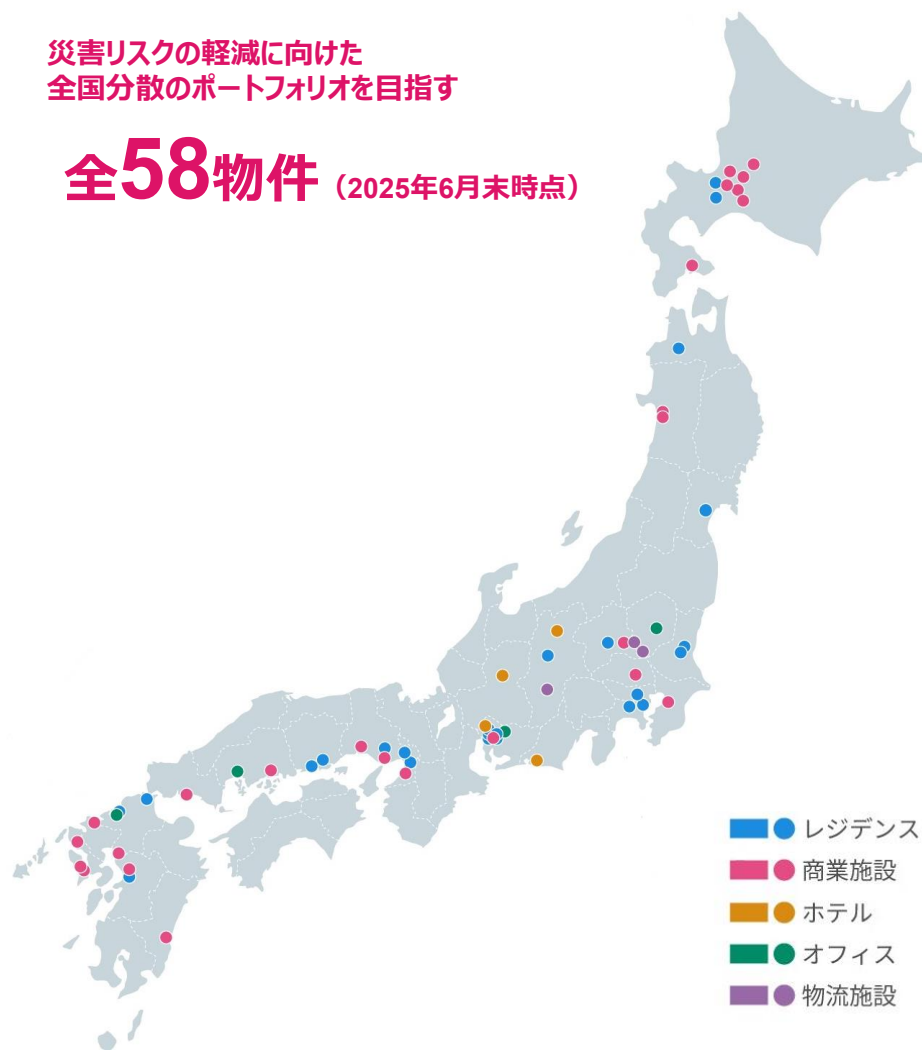 災害リスクの軽減に向けた
全国分散のポートフォリオを目指す
全58物件（2025年6月末時点）
レジデンス
商業施設
ホテル
オフィス
物流施設